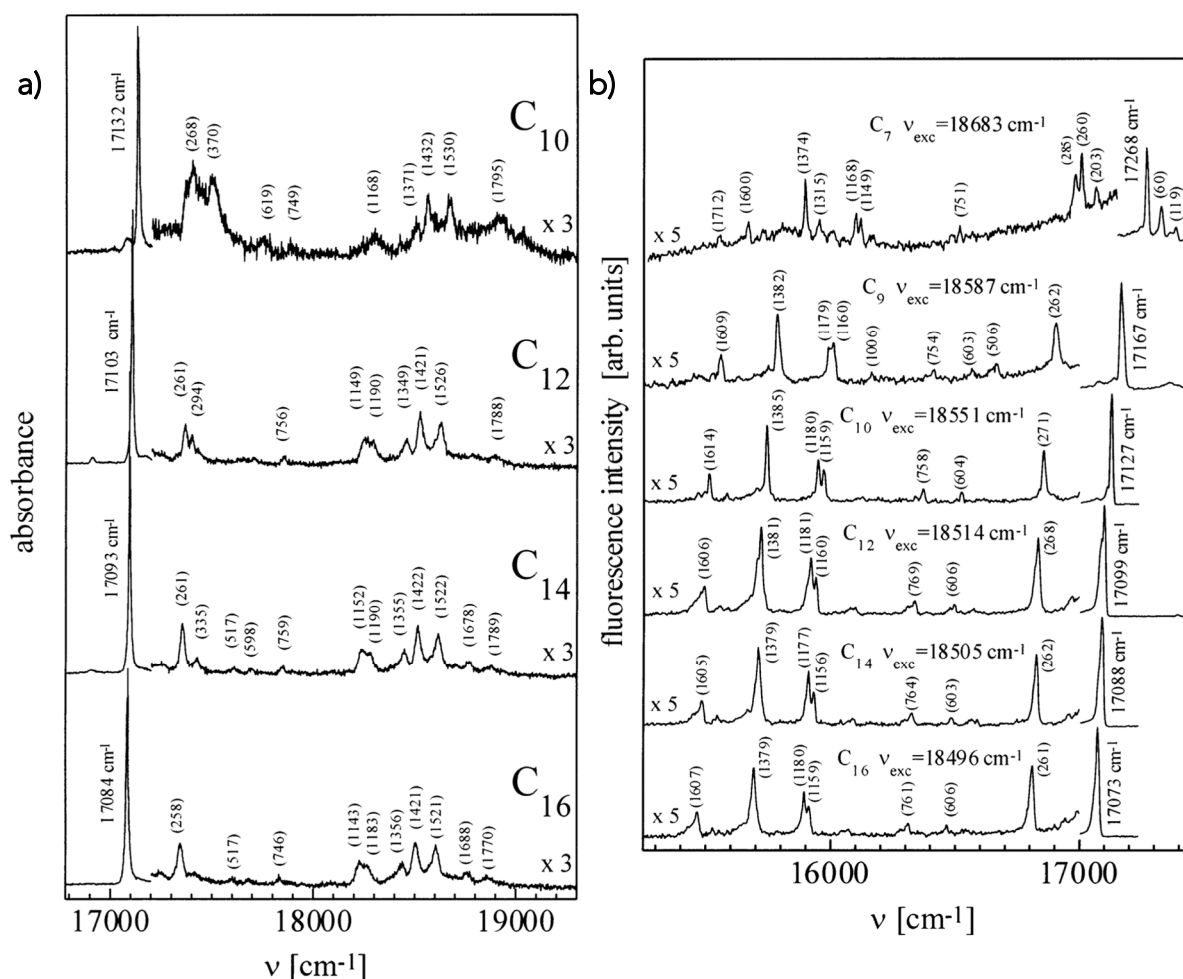 a)
absorbance
17132 cm-1
(268)
(370)
(619)
(749)
(1168)
(1371)
(1432)
(1530)
(1795)
C10
x 3
17103 cm-1
(261)
(294)
(756)
(1149)
(1190)
(1349)
(1421)
(1526)
(1788)
C12
x 3
17093 cm-1
(261)
(335)
(517)
(598)
(759)
(1152)
(1190)
(1355)
(1422)
(1522)
(1678)
(1789)
C14
x 3
17084 cm-1
(258)
(517)
(746)
(1143)
(1183)
(1356)
(1421)
(1521)
(1688)
(1770)
C16
x 3
17000 18000 19000
ν [cm-1]
b)
fluorescence intensity [arb. units]
C7 νexc=18683 cm-1
x 5
(1712)
(1600)
(1374)
(1315)
(1168)
(1149)
(751)
(285)
(260)
(203)
17268 cm-1
(60)
(119)
C9 νexc=18587 cm-1
x 5
(1609)
(1382)
(1179)
(1160)
(1006)
(754)
(603)
(506)
(262)
17167 cm-1
C10 νexc=18551 cm-1
x 5
(1614)
(1385)
(1180)
(1159)
(758)
(604)
(271)
17127 cm-1
C12 νexc=18514 cm-1
x 5
(1606)
(1381)
(1181)
(1160)
(769)
(606)
(268)
17099 cm-1
C14 νexc=18505 cm-1
x 5
(1605)
(1379)
(1177)
(1156)
(764)
(603)
(262)
17088 cm-1
C16 νexc=18496 cm-1
x 5
(1607)
(1379)
(1180)
(1159)
(761)
(606)
(261)
17073 cm-1
16000 17000
ν [cm-1]